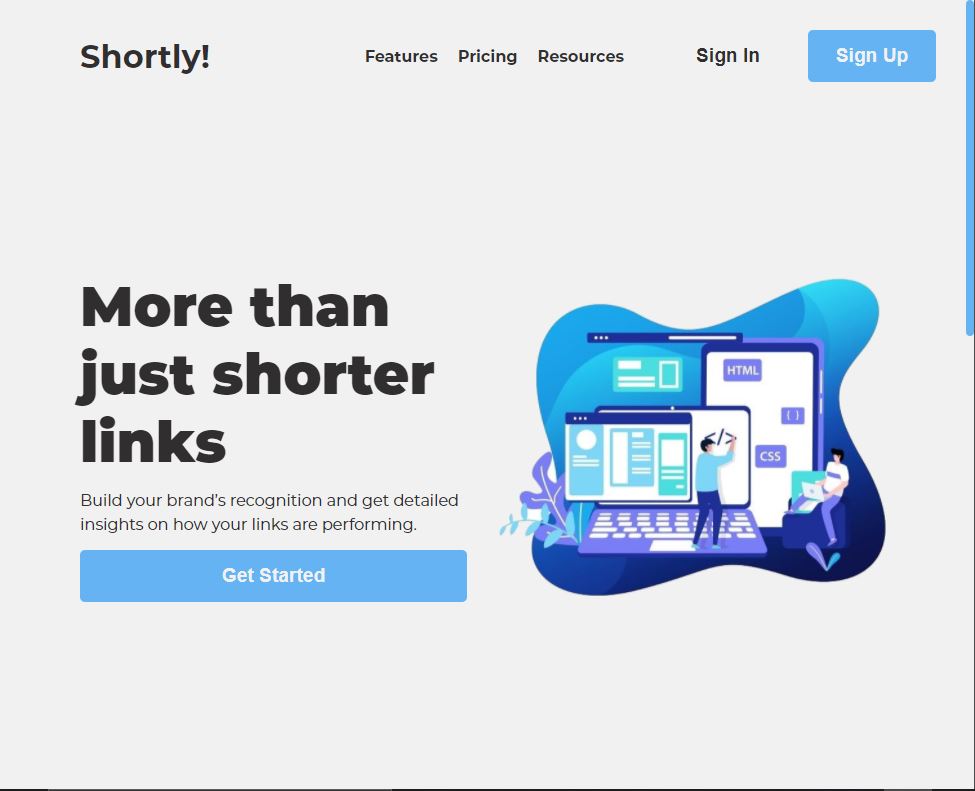 Shortly!
Features Pricing Resources Sign In Sign Up
More than
just shorter
links
Build your brand’s recognition and get detailed
insights on how your links are performing.
Get Started
HTML
{ }
</>
CSS